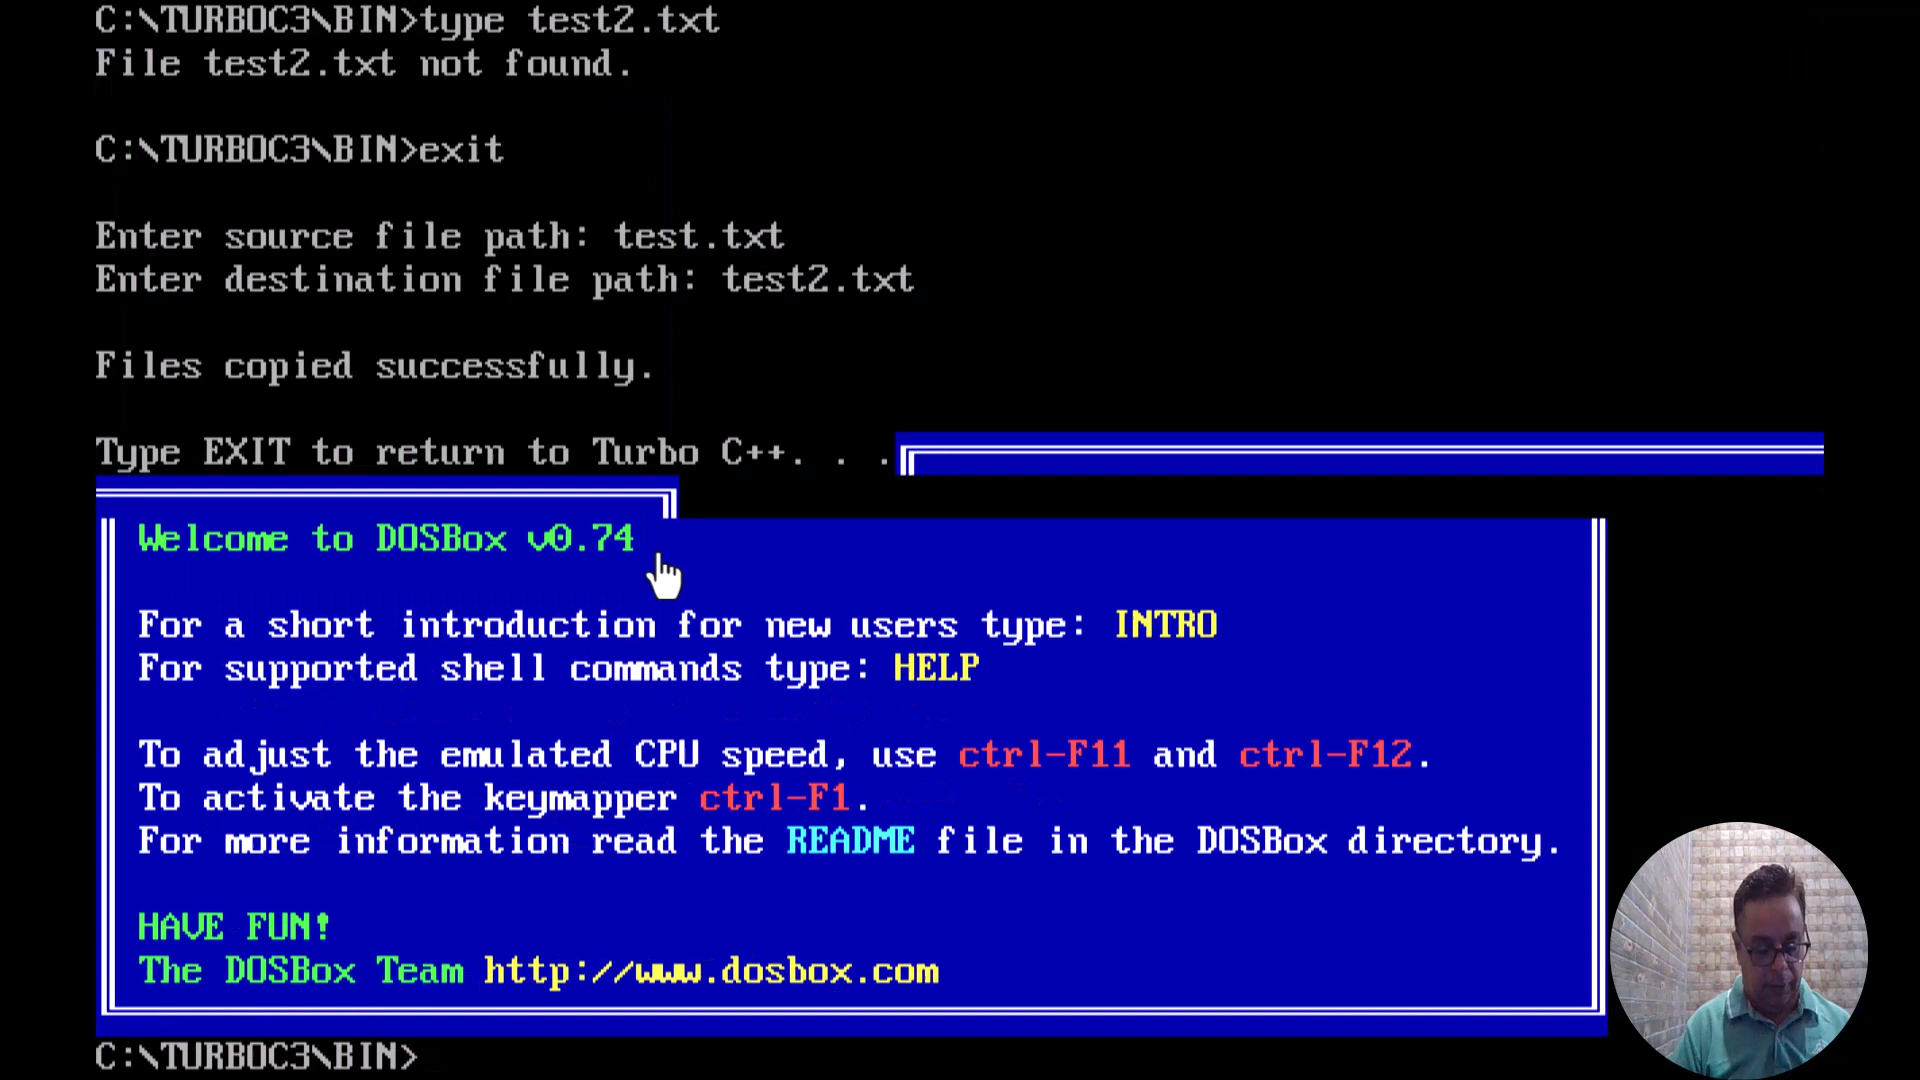 C:\TURBOC3\BIN>type test2.txt
File test2.txt not found.
C:\TURBOC3\BIN>exit
Enter source file path: test.txt
Enter destination file path: test2.txt
Files copied successfully.
Type EXIT to return to Turbo C++. . .
Welcome to DOSBox v0.74
For a short introduction for new users type: INTRO
For supported shell commands type: HELP
To adjust the emulated CPU speed, use ctrl-F11 and ctrl-F12.
To activate the keymapper ctrl-F1.
For more information read the README file in the DOSBox directory.
HAVE FUN!
The DOSBox Team http://www.dosbox.com
C:\TURBOC3\BIN>